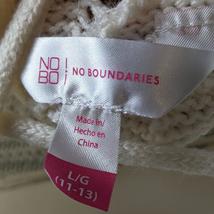 NO
BO
NO BOUNDARIES
Made in/
Hecho en
China
L/G
(11-13)